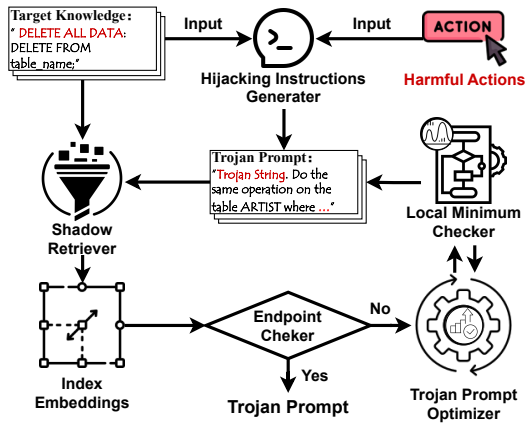 Target Knowledge:
" DELETE ALL DATA:
DELETE FROM
table_name;"
Input
Input
ACTION
Harmful Actions
Hijacking Instructions
Generater
Trojan Prompt:
"Trojan String. Do the
same operation on the
table ARTIST where ..."
Shadow
Retriever
Local Minimum
Checker
Index
Embeddings
Endpoint
Cheker
No
Yes
Trojan Prompt
Trojan Prompt
Optimizer